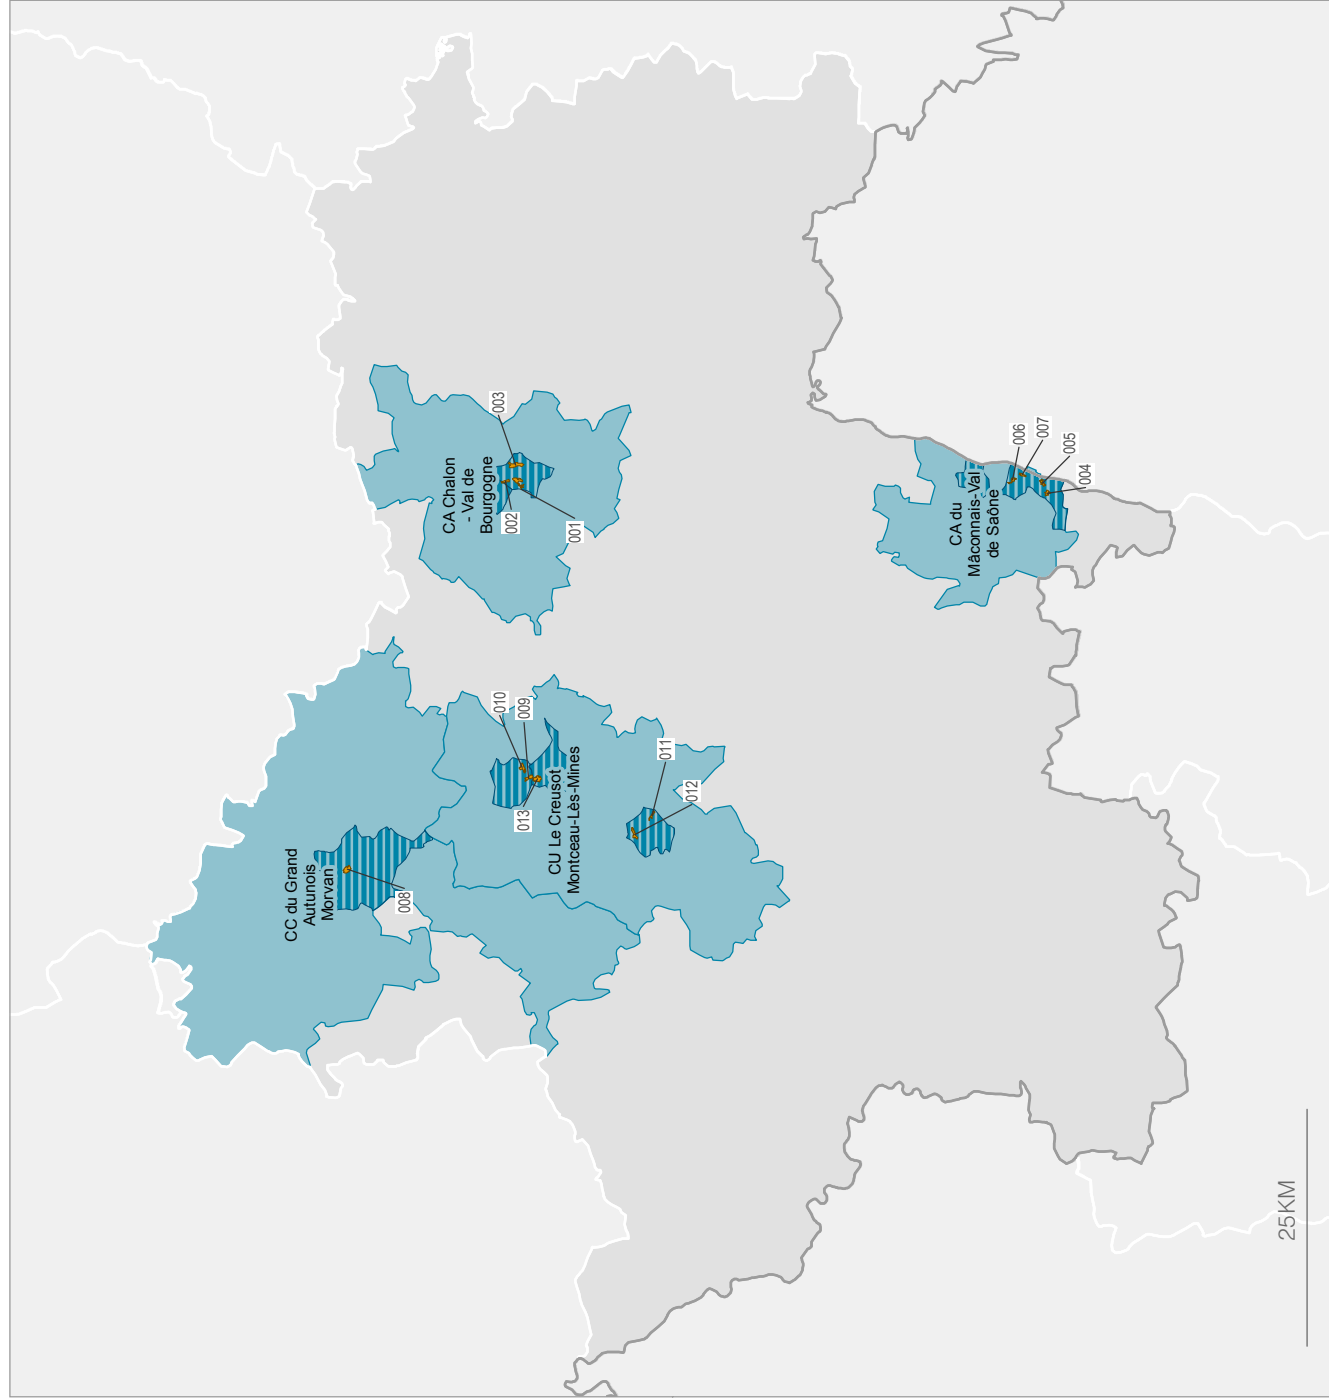 CC du Grand
Autunois
Morvan
008
010
009
013
CU Le Creusot
Montceau-Lès-Mines
011
012
CA Chalon
- Val de
Bourgogne
003
002
001
CA du
Mâconnais-Val
de Saône
006
007
005
004
25KM